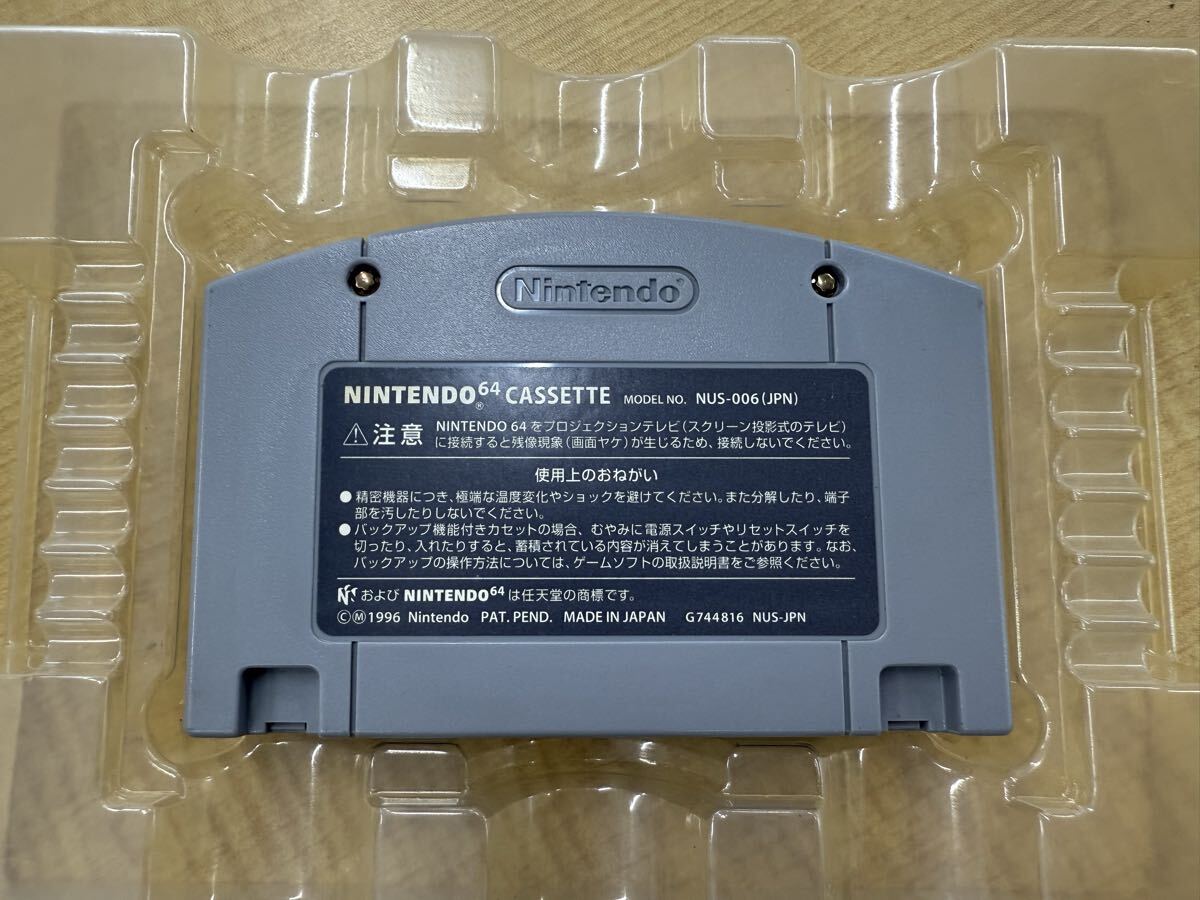 Nintendo
NINTENDO64® CASSETTE MODEL NO. NUS-006(JPN)
⚠注意 NINTENDO 64をプロジェクションテレビ(スクリーン投影式のテレビ)
に接続すると残像現象(画面ヤケ)が生じるため、接続しないでください。
使用上のおねがい
●精密機器につき、極端な温度変化やショックを避けてください。また分解したり、端子
部を汚したりしないでください。
●バックアップ機能付きカセットの場合、むやみに電源スイッチやリセットスイッチを
切ったり、入れたりすると、蓄積されている内容が消えてしまうことがあります。なお、
バックアップの操作方法については、ゲームソフトの取扱説明書をご参照ください。
および NINTENDO64 は任天堂の商標です。
ⒸⓂ1996 Nintendo PAT. PEND. MADE IN JAPAN G744816 NUS-JPN